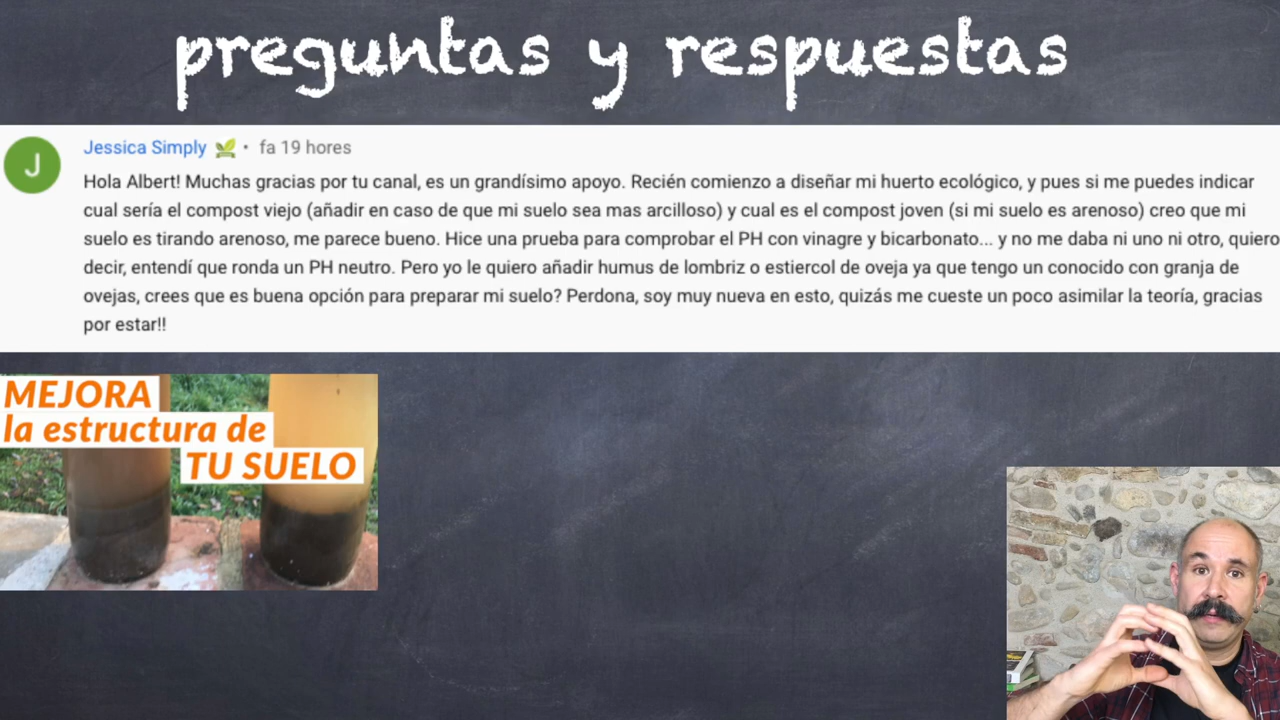 preguntas y respuestas
J
Jessica Simply 🌿 • fa 19 hores
Hola Albert! Muchas gracias por tu canal, es un grandísimo apoyo. Recién comienzo a diseñar mi huerto ecológico, y pues si me puedes indicar
cual sería el compost viejo (añadir en caso de que mi suelo sea mas arcilloso) y cual es el compost joven (si mi suelo es arenoso) creo que mi
suelo es tirando arenoso, me parece bueno. Hice una prueba para comprobar el PH con vinagre y bicarbonato... y no me daba ni uno ni otro, quiero
decir, entendí que ronda un PH neutro. Pero yo le quiero añadir humus de lombriz o estiercol de oveja ya que tengo un conocido con granja de
ovejas, crees que es buena opción para preparar mi suelo? Perdona, soy muy nueva en esto, quizás me cueste un poco asimilar la teoría, gracias
por estar!!
MEJORA
la estructura de
TU SUELO